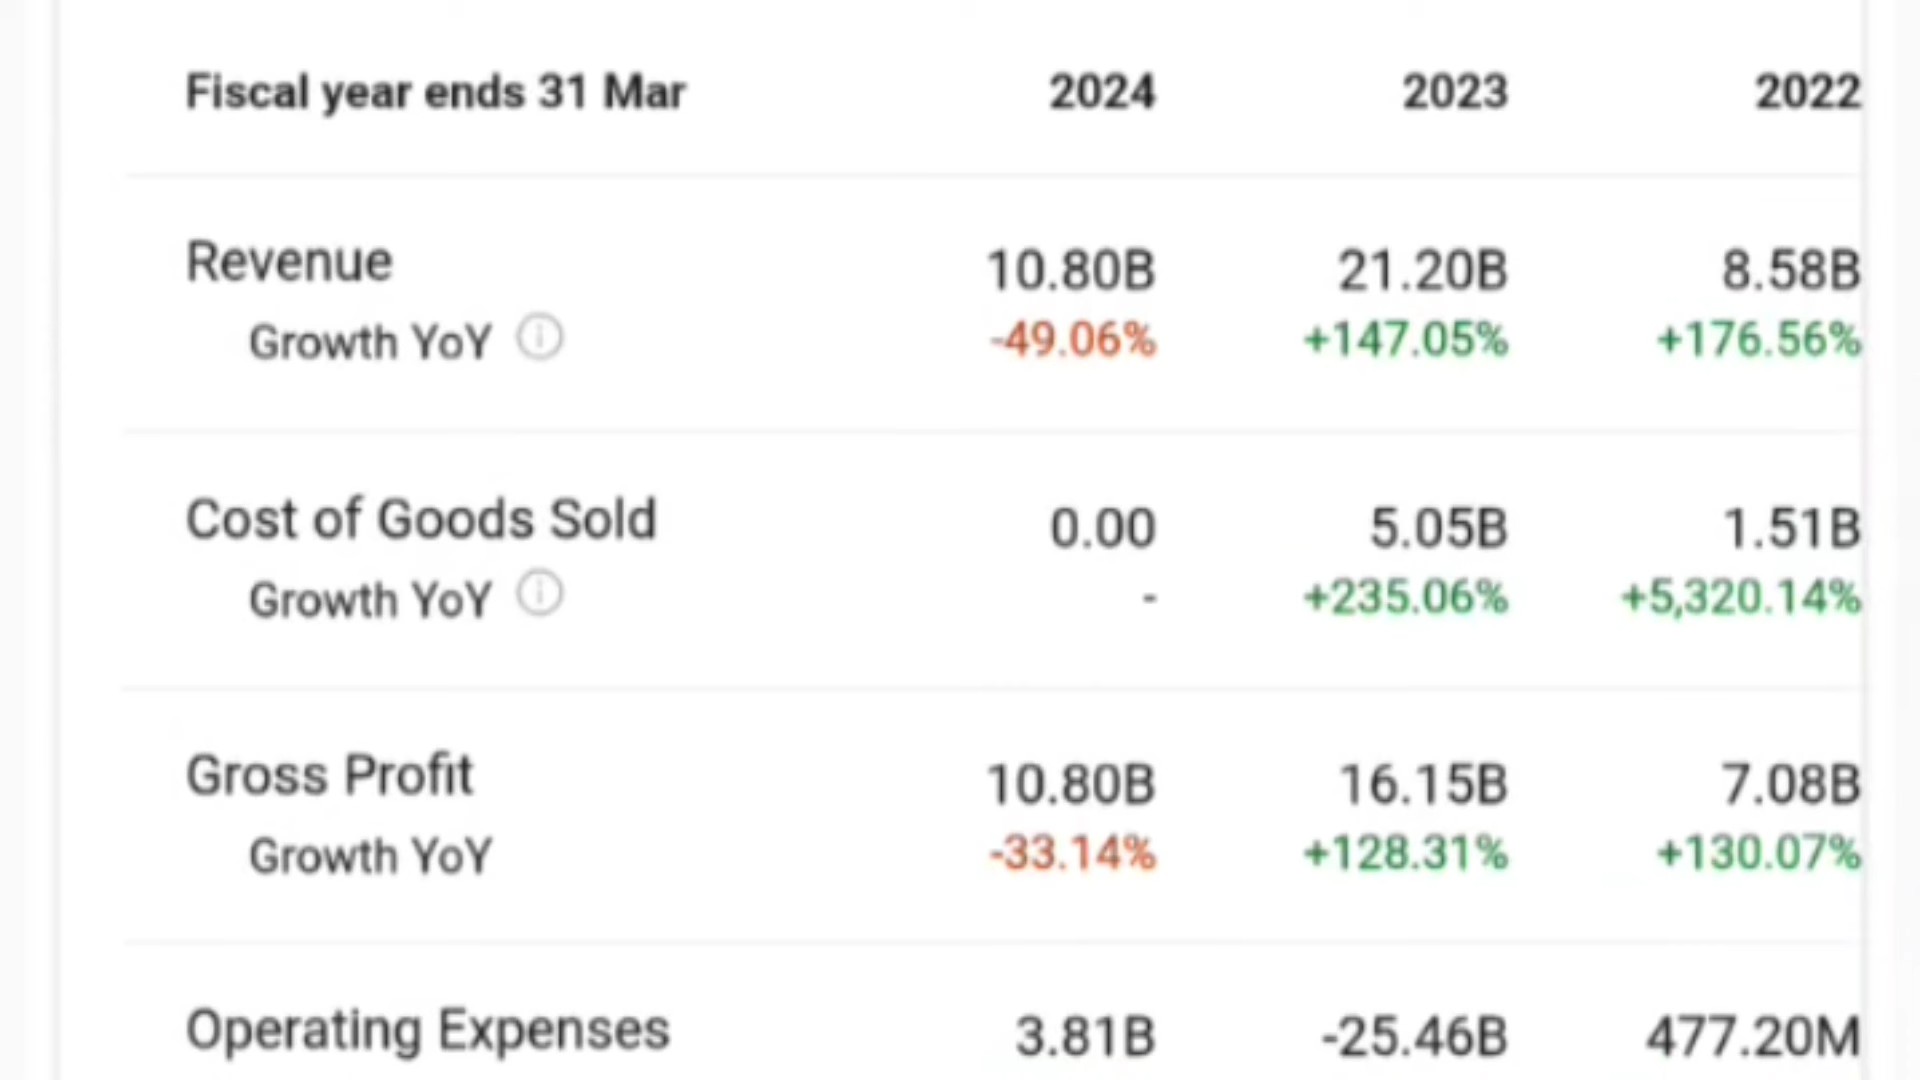 Fiscal year ends 31 Mar 2024 2023 2022
Revenue 10.80B 21.20B 8.58B
Growth YoY -49.06% +147.05% +176.56%
Cost of Goods Sold 0.00 5.05B 1.51B
Growth YoY - +235.06% +5,320.14%
Gross Profit 10.80B 16.15B 7.08B
Growth YoY -33.14% +128.31% +130.07%
Operating Expenses 3.81B -25.46B 477.20M